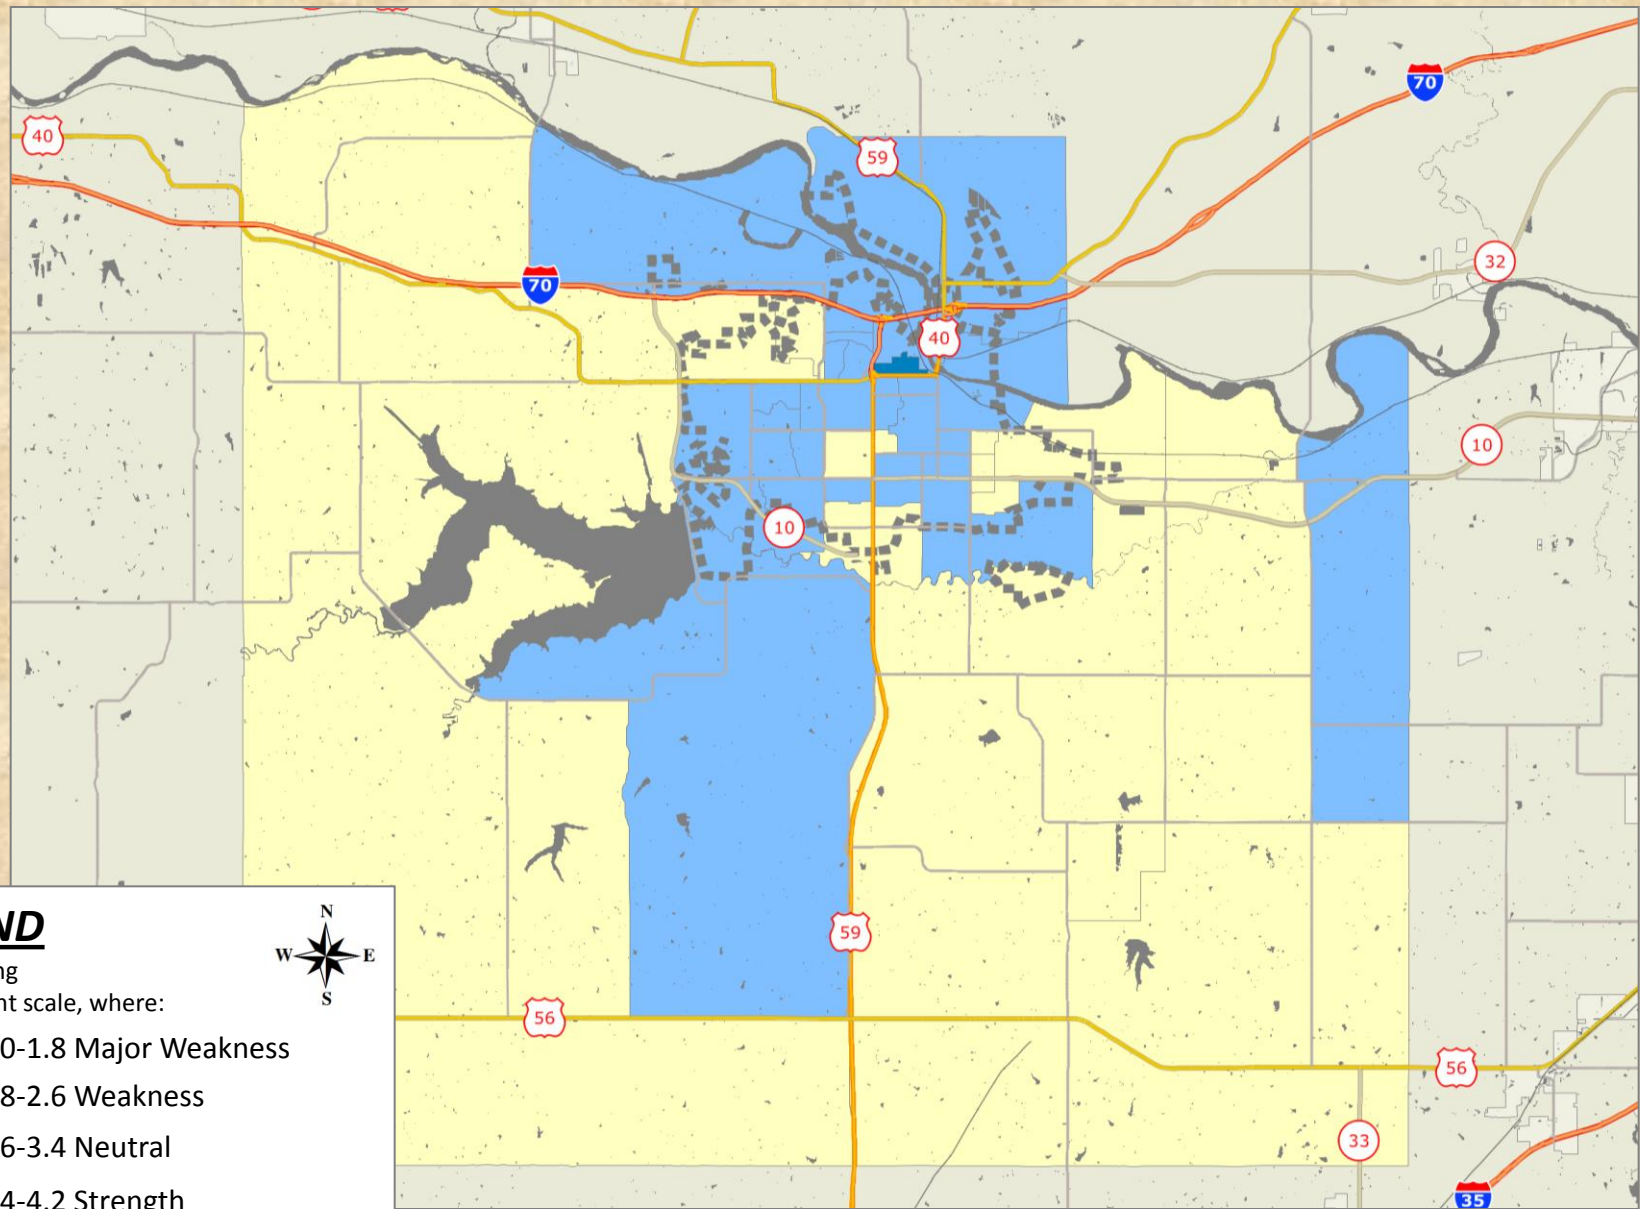 70
40
59
32
70
40
10
10
59
56
56
33
35
ND
N
W E
S
ng
nt scale, where:
0-1.8 Major Weakness
8-2.6 Weakness
6-3.4 Neutral
4-4.2 Strength